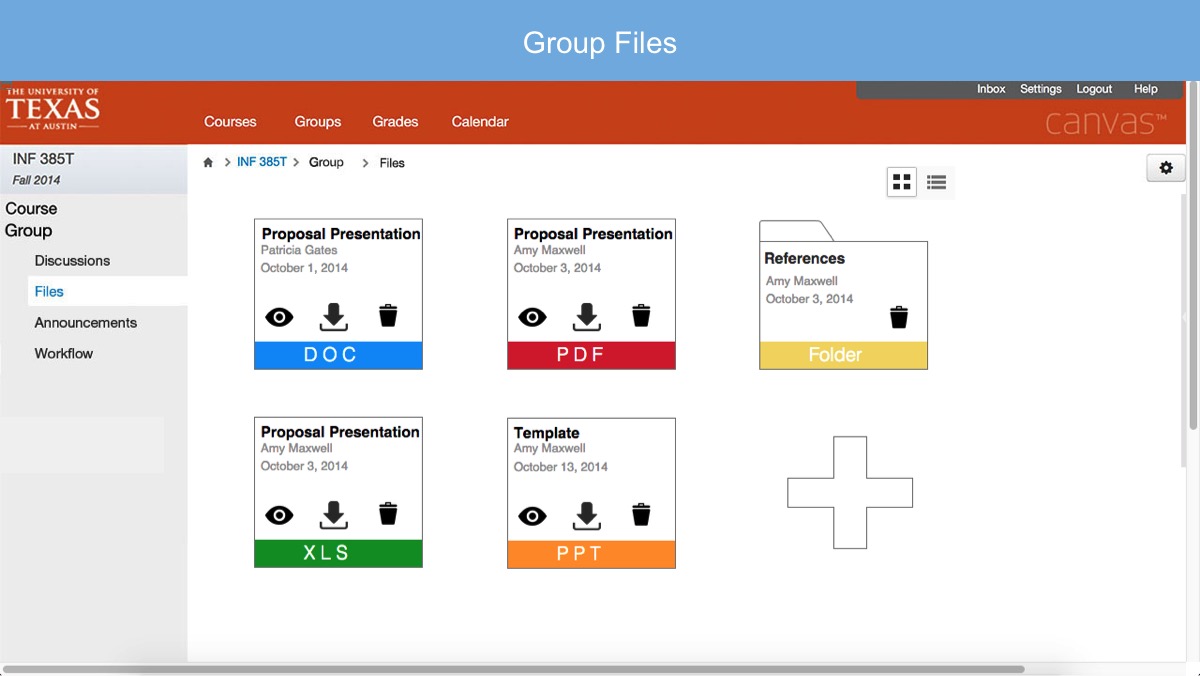 Group Files
THE UNIVERSITY OF
TEXAS
AT AUSTIN
Inbox Settings Logout Help
Courses Groups Grades Calendar
canvas™
INF 385T
Fall 2014
> INF 385T > Group > Files
Course
Group
Discussions
Files
Announcements
Workflow
Proposal Presentation
Patricia Gates
October 1, 2014
DOC
Proposal Presentation
Amy Maxwell
October 3, 2014
PDF
References
Amy Maxwell
October 3, 2014
Folder
Proposal Presentation
Amy Maxwell
October 3, 2014
XLS
Template
Amy Maxwell
October 13, 2014
PPT